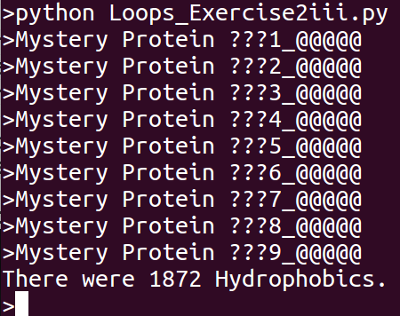 >python Loops_Exercise2iii.py
>Mystery Protein ???1_@@@@@
>Mystery Protein ???2_@@@@@
>Mystery Protein ???3_@@@@@
>Mystery Protein ???4_@@@@@
>Mystery Protein ???5_@@@@@
>Mystery Protein ???6_@@@@@
>Mystery Protein ???7_@@@@@
>Mystery Protein ???8_@@@@@
>Mystery Protein ???9_@@@@@
There were 1872 Hydrophobics.
>